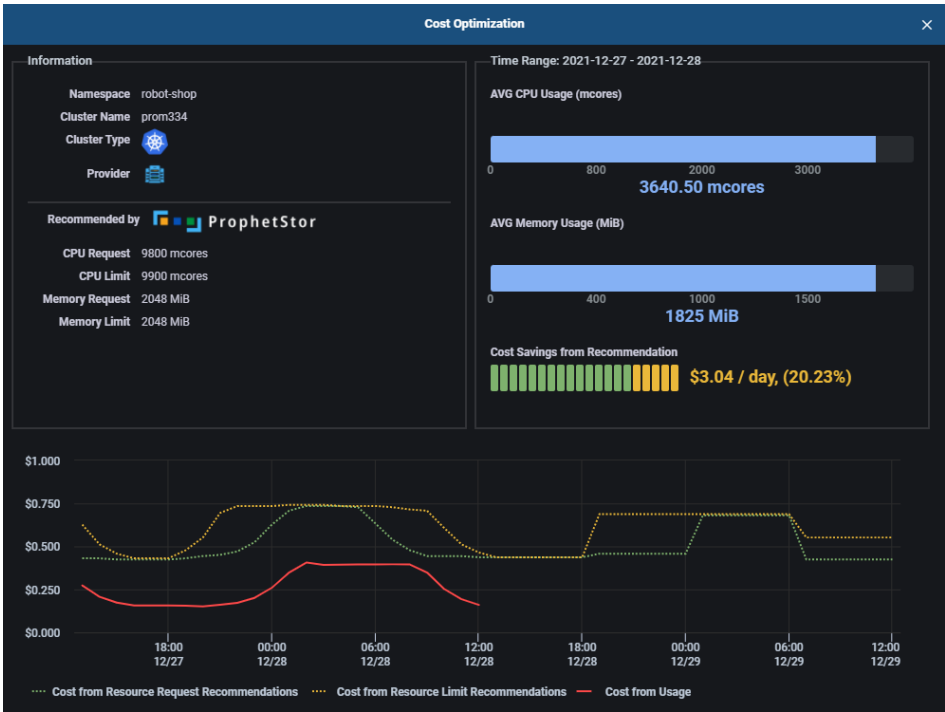 Cost Optimization
Information
Namespace robot-shop
Cluster Name prom334
Cluster Type
Provider
Recommended by ProphetStor
CPU Request 9800 mcores
CPU Limit 9900 mcores
Memory Request 2048 MiB
Memory Limit 2048 MiB
Time Range: 2021-12-27 - 2021-12-28
AVG CPU Usage (mcores)
0 800 2000 3000
3640.50 mcores
AVG Memory Usage (MiB)
0 400 1000 1500
1825 MiB
Cost Savings from Recommendation
$3.04 / day, (20.23%)
$1.000
$0.750
$0.500
$0.250
$0.000
18:00 00:00 06:00 12:00 18:00 00:00 06:00 12:00
12/27 12/28 12/28 12/28 12/28 12/29 12/29 12/29
Cost from Resource Request Recommendations Cost from Resource Limit Recommendations Cost from Usage